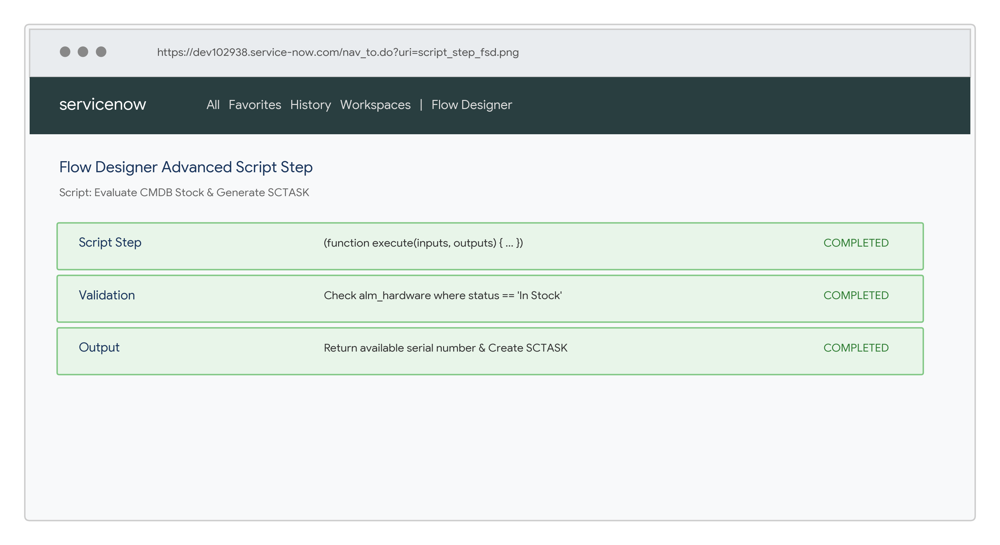 https://dev102938.service-now.com/nav_to.do?uri=script_step_fsd.png
servicenow All Favorites History Workspaces | Flow Designer
Flow Designer Advanced Script Step
Script: Evaluate CMDB Stock & Generate SCTASK
Script Step (function execute(inputs, outputs) { ... }) COMPLETED
Validation Check alm_hardware where status == 'In Stock' COMPLETED
Output Return available serial number & Create SCTASK COMPLETED